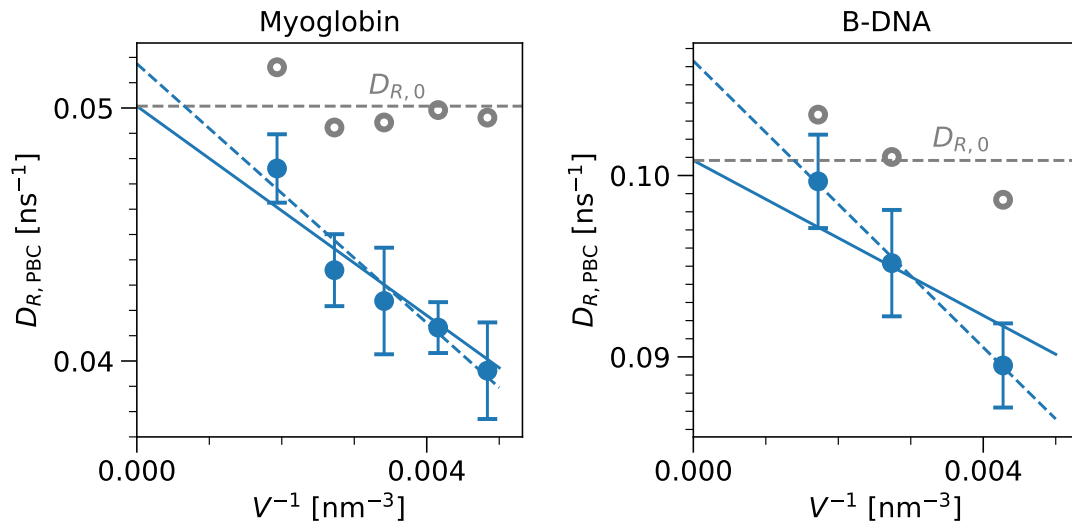 Myoglobin
D_{R, PBC} [ns⁻¹]
0.05
0.04
D_{R, 0}
0.000
0.004
V⁻¹ [nm⁻³]
B-DNA
D_{R, PBC} [ns⁻¹]
0.10
0.09
D_{R, 0}
0.000
0.004
V⁻¹ [nm⁻³]